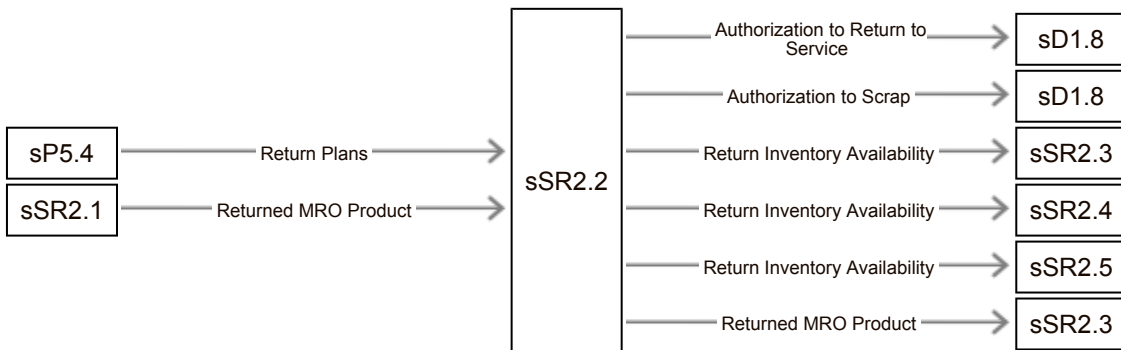 Authorization to Return to
Service
sD1.8
Authorization to Scrap
sD1.8
sP5.4
Return Plans
sSR2.2
Return Inventory Availability
sSR2.3
sSR2.1
Returned MRO Product
Return Inventory Availability
sSR2.4
Return Inventory Availability
sSR2.5
Returned MRO Product
sSR2.3